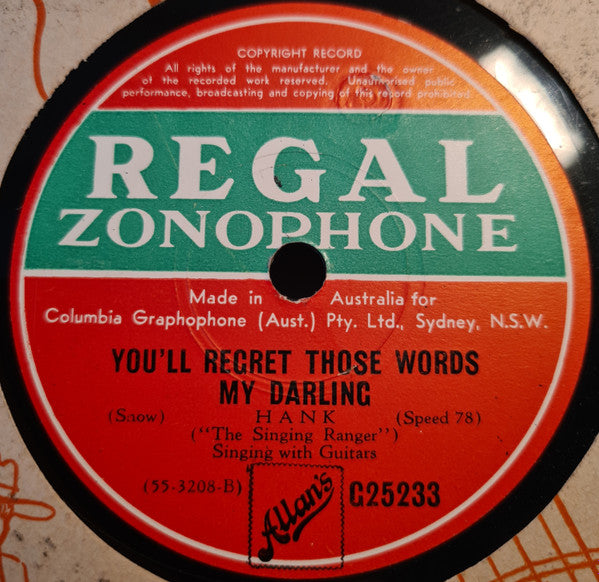 COPYRIGHT RECORD
All rights of the manufacturer and the owner
of the recorded work reserved. Unauthorised public
performance, broadcasting and copying of this record prohibited.
REGAL
ZONOPHONE
Made in Australia for
Columbia Graphophone (Aust.) Pty. Ltd., Sydney, N.S.W.
YOU'LL REGRET THOSE WORDS
MY DARLING
(Snow) HANK (Speed 78)
("The Singing Ranger")
Singing with Guitars
(55-3208-B) Allan's G25233